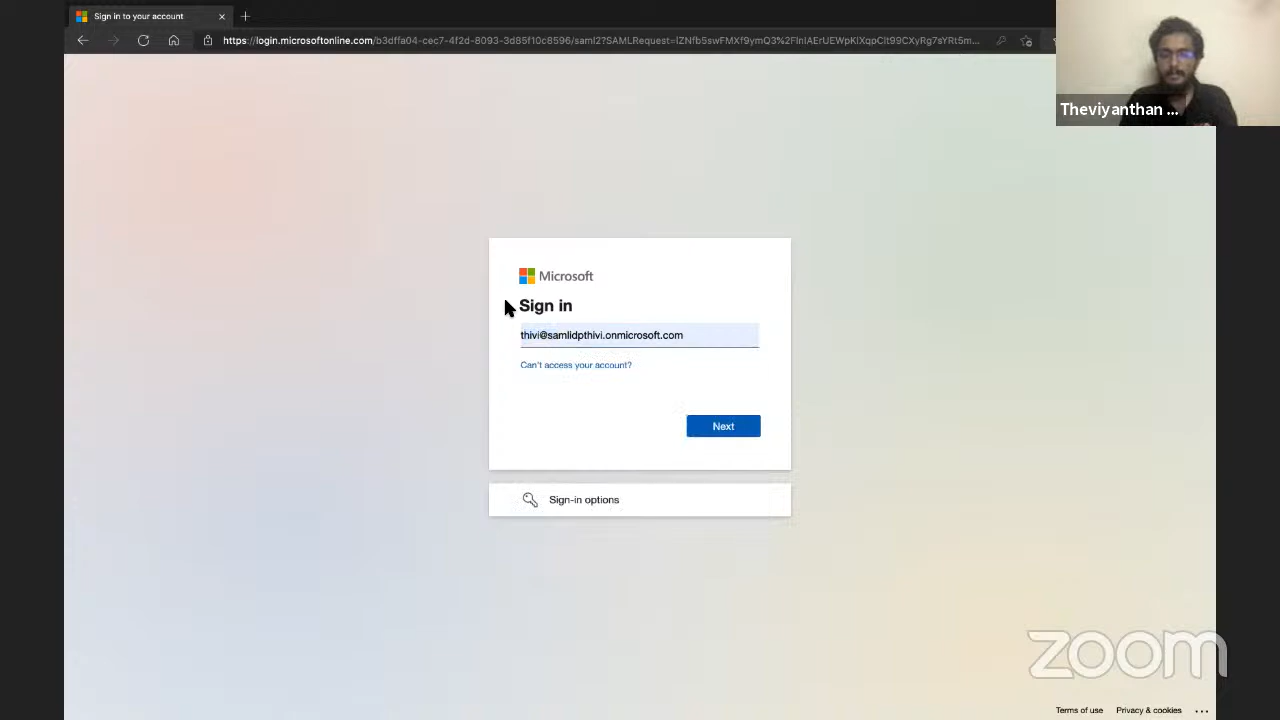 Sign in to your account
https://login.microsoftonline.com/b3dffa04-cec7-4f2d-8093-3d85f10c8596/saml2?SAMLRequest=
Theviyanthan ...
Microsoft
Sign in
thivi@samlidpthivi.onmicrosoft.com
Can't access your account?
Next
Sign-in options
zoom
Terms of use Privacy & cookies ...